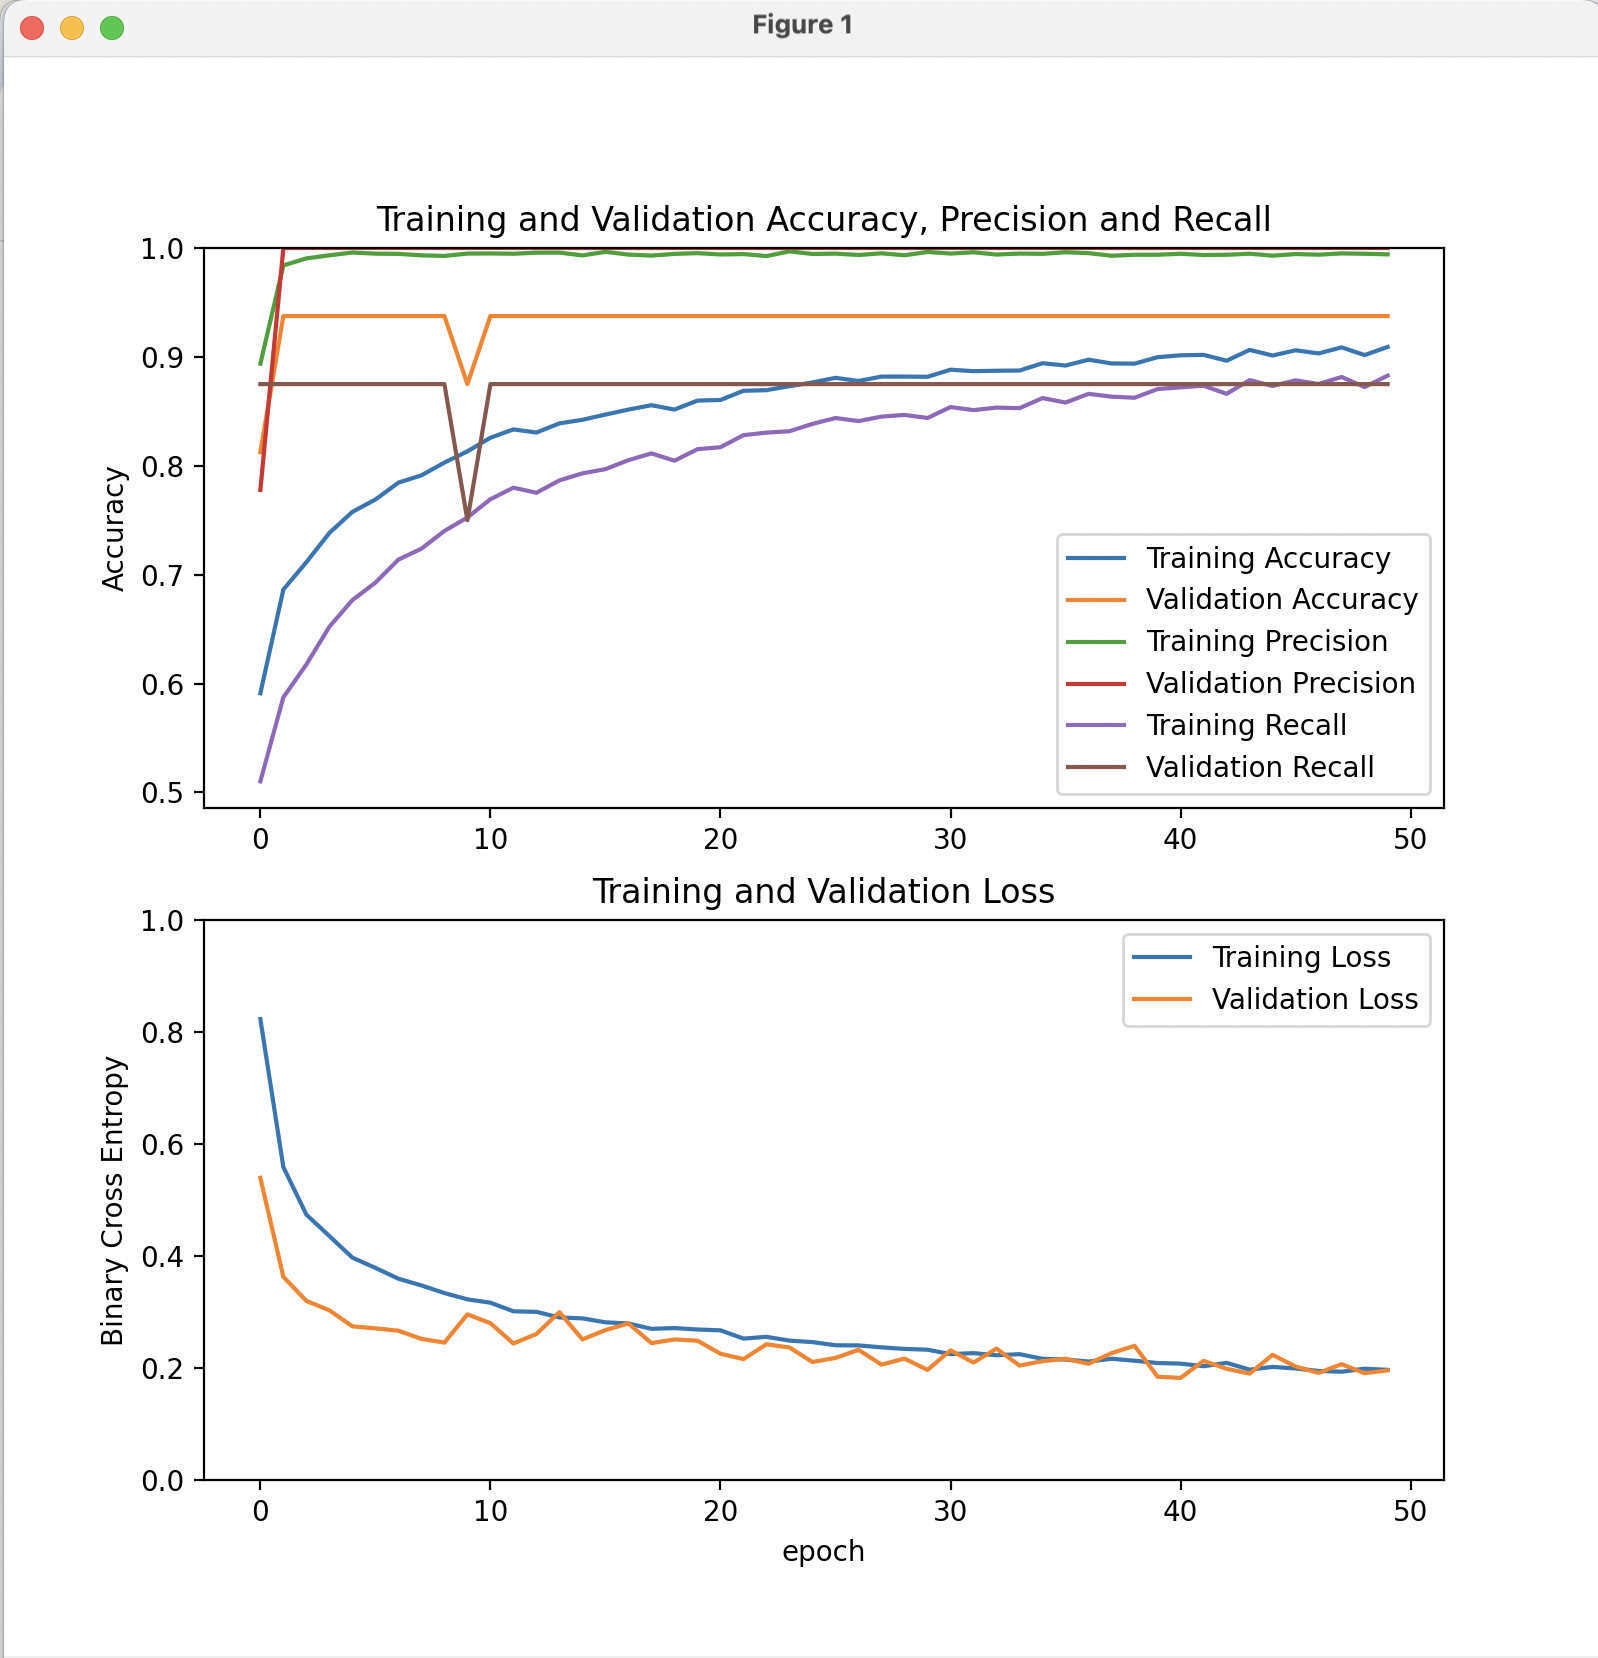 Figure 1
Training and Validation Accuracy, Precision and Recall
1.0
0.9
0.8
0.7
0.6
0.5
Accuracy
Training Accuracy
Validation Accuracy
Training Precision
Validation Precision
Training Recall
Validation Recall
0 10 20 30 40 50
Training and Validation Loss
1.0
0.8
0.6
0.4
0.2
0.0
Binary Cross Entropy
Training Loss
Validation Loss
0 10 20 30 40 50
epoch